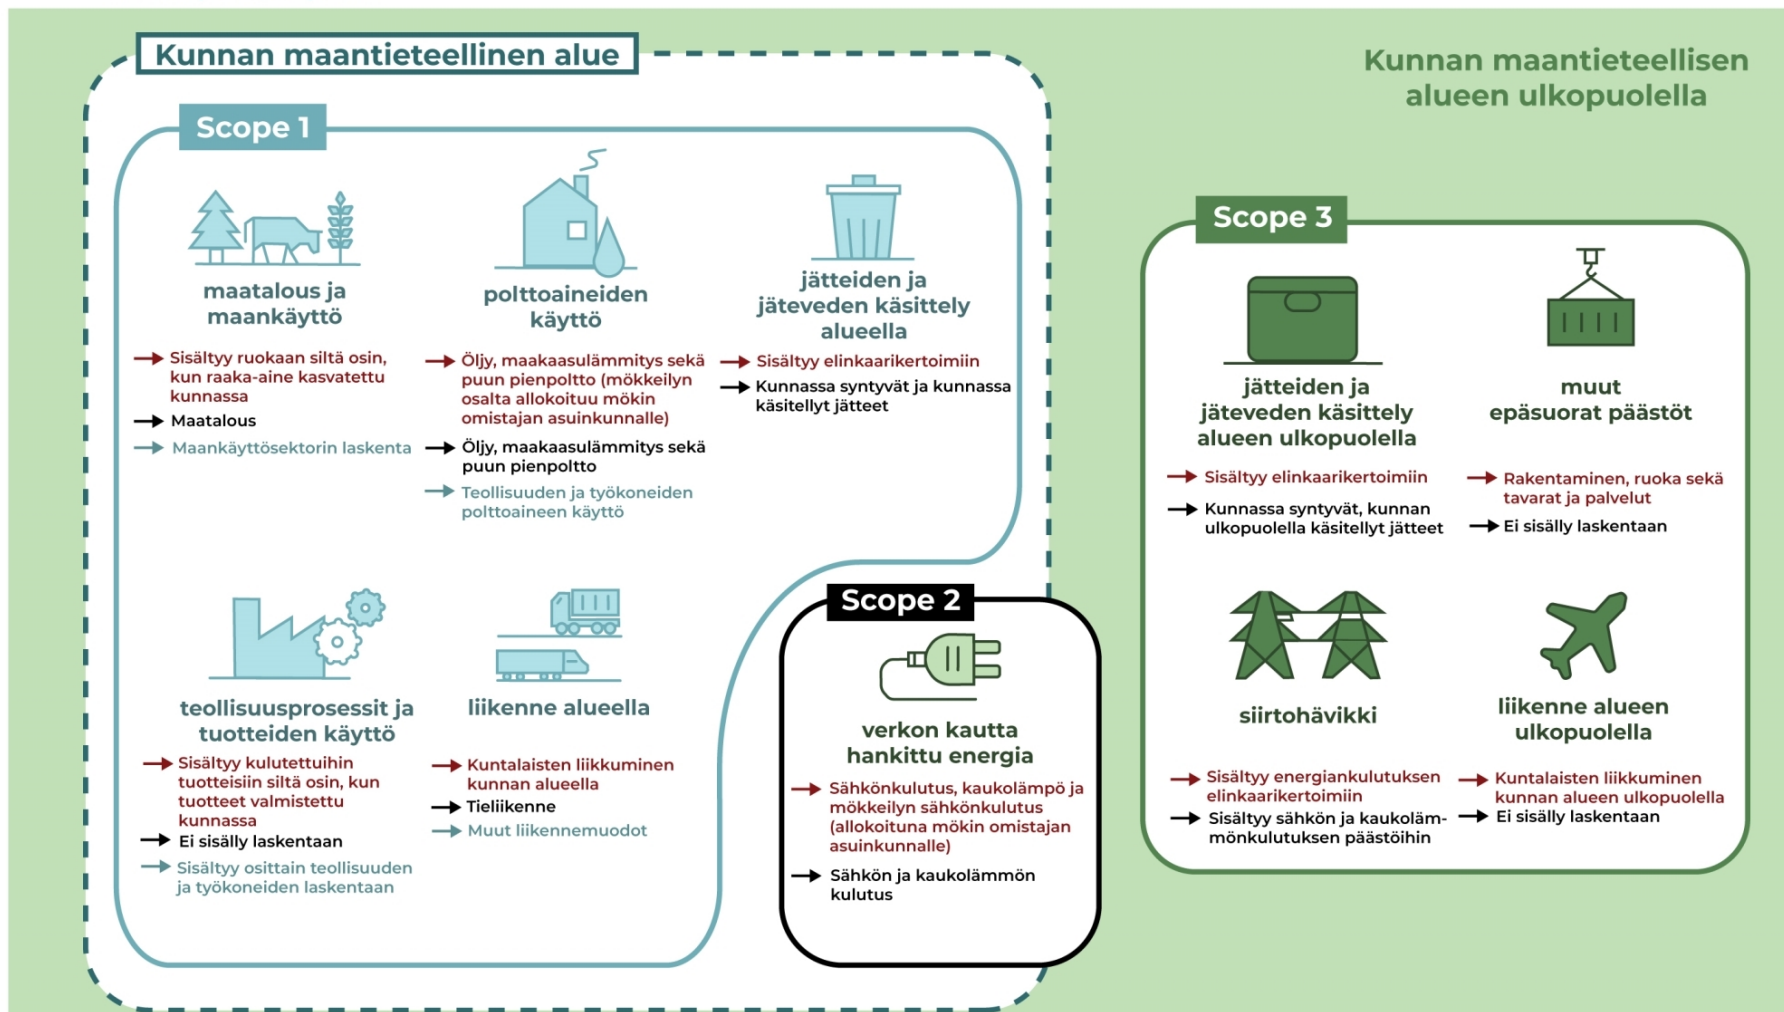 Kunnan maantieteellinen alue
Kunnan maantieteellisen
alueen ulkopuolella
Scope 1
maatalous ja
maankäyttö
Sisältyy ruokaan siltä osin,
kun raaka-aine kasvatettu
kunnassa
Maatalous
Maankäyttösektorin laskenta
polttoaineiden
käyttö
Öljy, maakaasulämmitys sekä
puun pienpoltto (mökkeilyn
osalta allokoituu mökin
omistajan asuinkunnalle)
Öljy, maakaasulämmitys sekä
puun pienpoltto
Teollisuuden ja työkoneiden
polttoaineen käyttö
jätteiden ja
jäteveden käsittely
alueella
Sisältyy elinkaarikertoimiin
Kunnassa syntyvät ja kunnassa
käsitellyt jätteet
teollisuusprosessit ja
tuotteiden käyttö
Sisältyy kulutettuihin
tuotteisiin siltä osin, kun
tuotteet valmistettu
kunnassa
Ei sisälly laskentaan
Sisältyy osittain teollisuuden
ja työkoneiden laskentaan
liikenne alueella
Kuntalaisten liikkuminen
kunnan alueella
Tieliikenne
Muut liikennemuodot
Scope 2
verkon kautta
hankittu energia
Sähkönkulutus, kaukolämpö ja
mökkeilyn sähkönkulutus
(allokoituna mökin omistajan
asuinkunnalle)
Sähkön ja kaukolämmön
kulutus
Scope 3
jätteiden ja
jäteveden käsittely
alueen ulkopuolella
Sisältyy elinkaarikertoimiin
Kunnassa syntyvät, kunnan
ulkopuolella käsitellyt jätteet
muut
epäsuorat päästöt
Rakentaminen, ruoka sekä
tavarat ja palvelut
Ei sisälly laskentaan
siirtohävikki
Sisältyy energiankulutuksen
elinkaarikertoimiin
Sisältyy sähkön ja kaukoläm-
mönkulutuksen päästöihin
liikenne alueen
ulkopuolella
Kuntalaisten liikkuminen
kunnan alueen ulkopuolella
Ei sisälly laskentaan